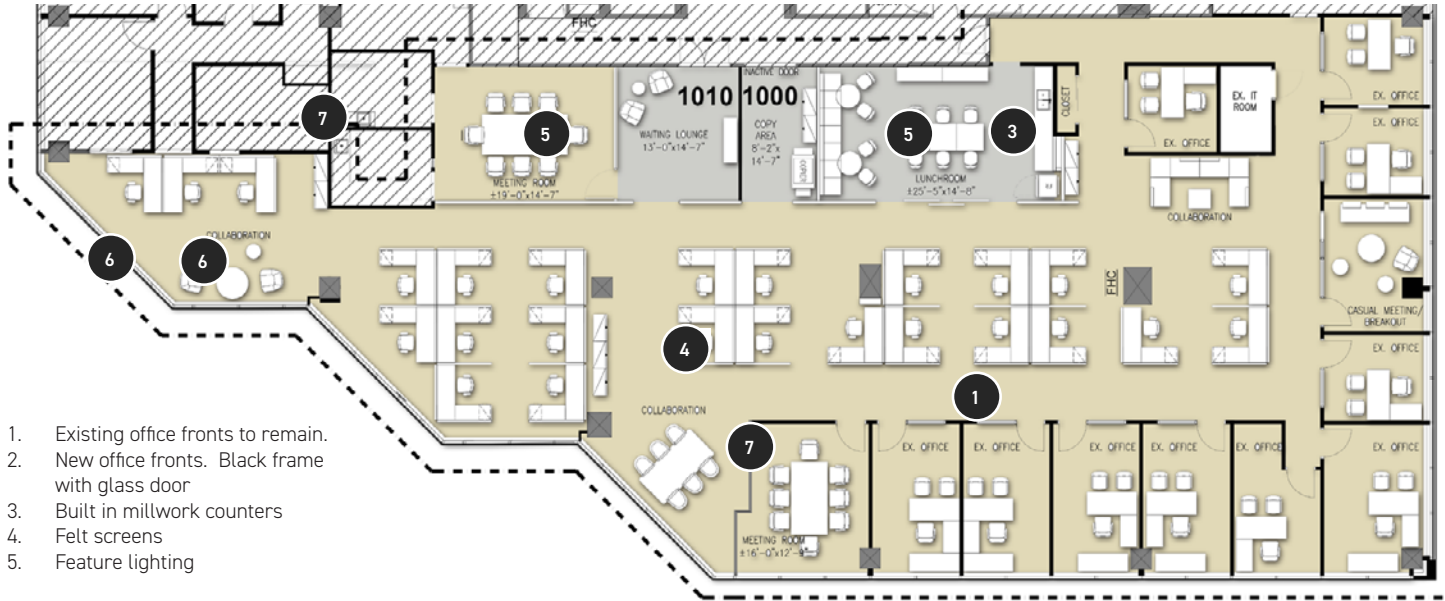 FHC
INACTIVE DOOR
1010
1000
7
5
WAITING LOUNGE
13'-0"x14'-7"
COPY
AREA
8'-2"x
14'-7"
COPIER
5
3
CLOSET
EX. IT
ROOM
EX. OFFICE
EX. OFFICE
EX. OFFICE
MEETING ROOM
±19'-0"x14'-7"
LUNCHROOM
±25'-5"x14'-8"
COLLABORATION
COLLABORATION
6
6
FHC
CASUAL MEETING/
BREAKOUT
4
EX. OFFICE
1
COLLABORATION
7
EX. OFFICE
EX. OFFICE
EX. OFFICE
EX. OFFICE
EX. OFFICE
EX. OFFICE
MEETING ROOM
±16'-0"x12'-9"
1. Existing office fronts to remain.
2. New office fronts. Black frame
with glass door
3. Built in millwork counters
4. Felt screens
5. Feature lighting